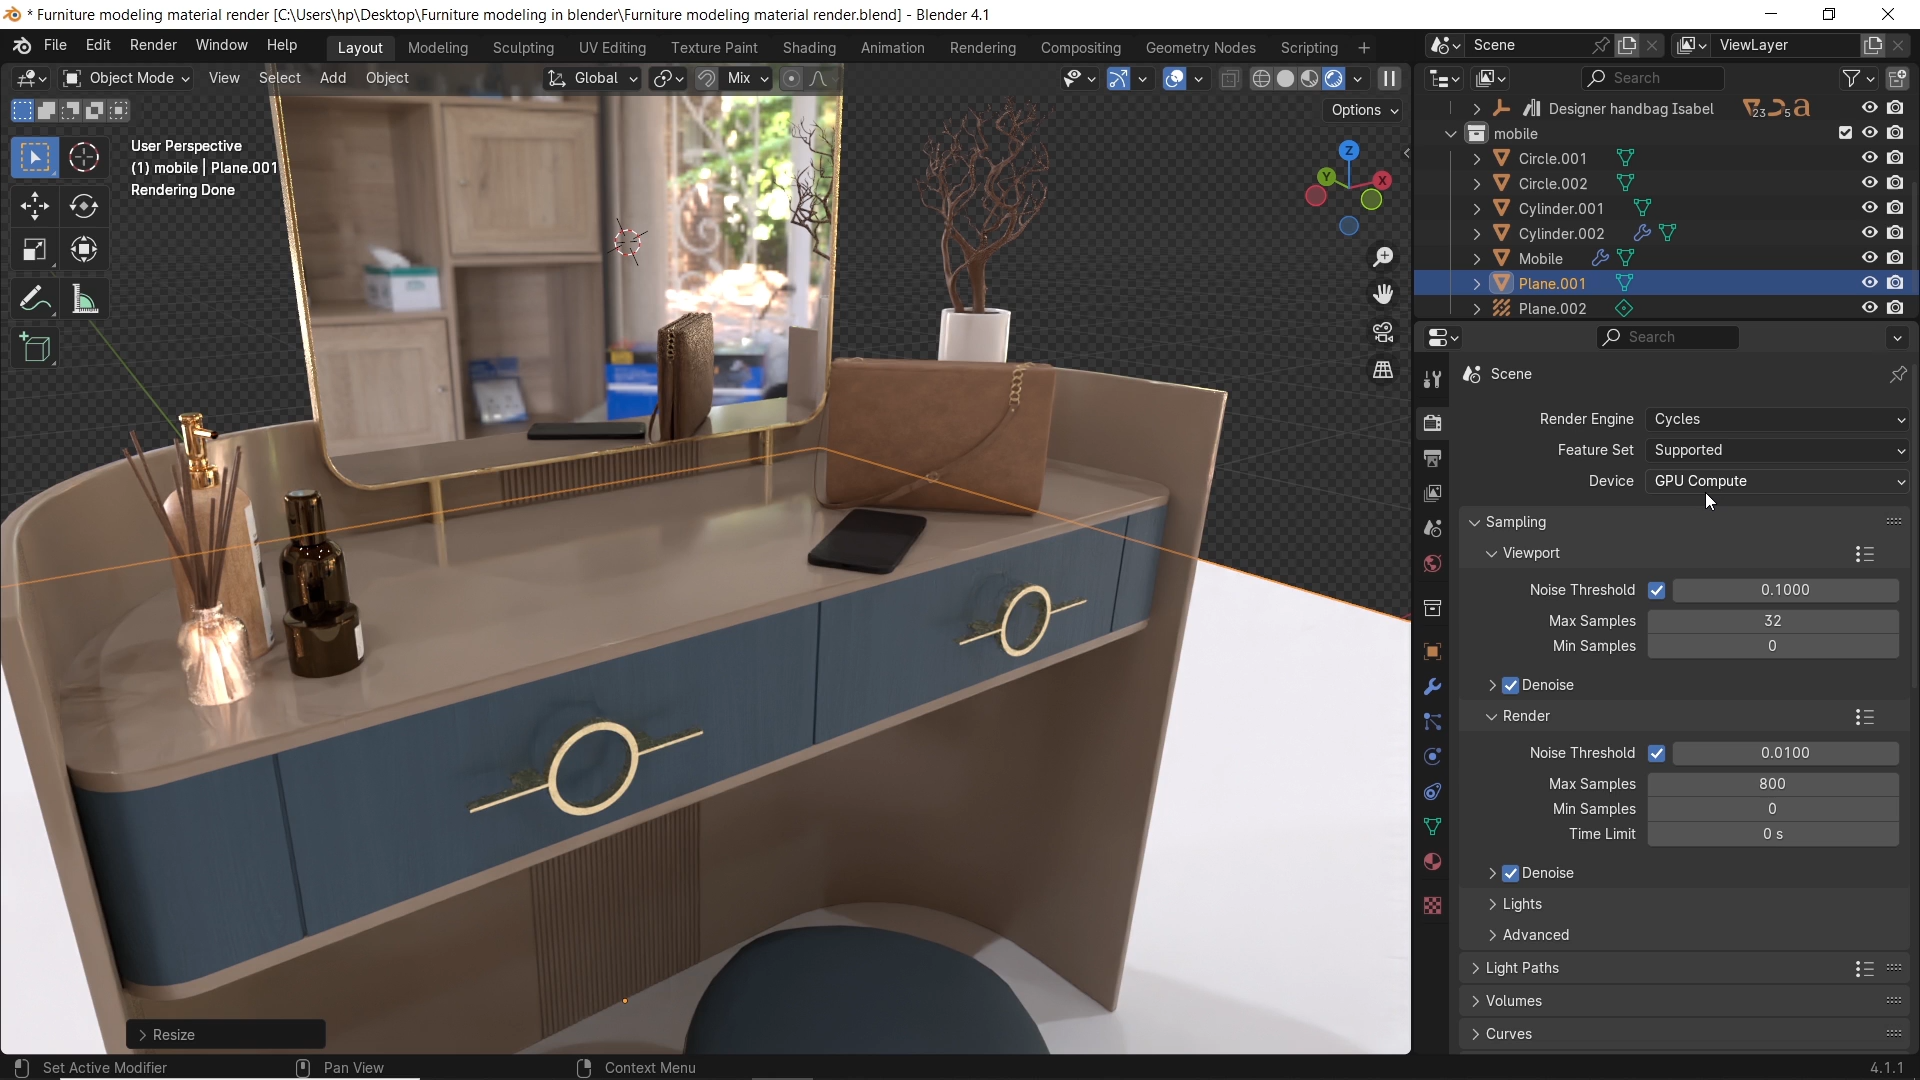 * Furniture modeling material render [C:\Users\hp\Desktop\Furniture modeling in blender\Furniture modeling material render.blend] - Blender 4.1
File Edit Render Window Help Layout Modeling Sculpting UV Editing Texture Paint Shading Animation Rendering Compositing Geometry Nodes Scripting + Scene ViewLayer
Object Mode View Select Add Object Global Mix Search
Options
Designer handbag Isabel 23 5
mobile
Circle.001
Circle.002
Cylinder.001
Cylinder.002
Mobile
Plane.001
Plane.002
User Perspective
(1) mobile | Plane.001
Rendering Done
Z
Y
X
Search
Scene
Render Engine Cycles
Feature Set Supported
Device GPU Compute
Sampling
Viewport
Noise Threshold 0.1000
Max Samples 32
Min Samples 0
Denoise
Render
Noise Threshold 0.0100
Max Samples 800
Min Samples 0
Time Limit 0 s
Denoise
Lights
Advanced
Light Paths
Volumes
Curves
Resize
Set Active Modifier Pan View Context Menu 4.1.1